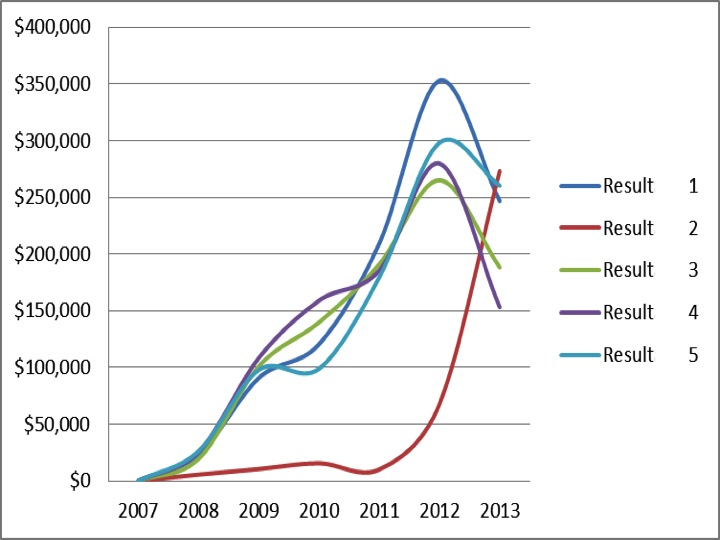 $400,000
$350,000
$300,000
$250,000
$200,000
$150,000
$100,000
$50,000
$0
2007 2008 2009 2010 2011 2012 2013
Result 1
Result 2
Result 3
Result 4
Result 5